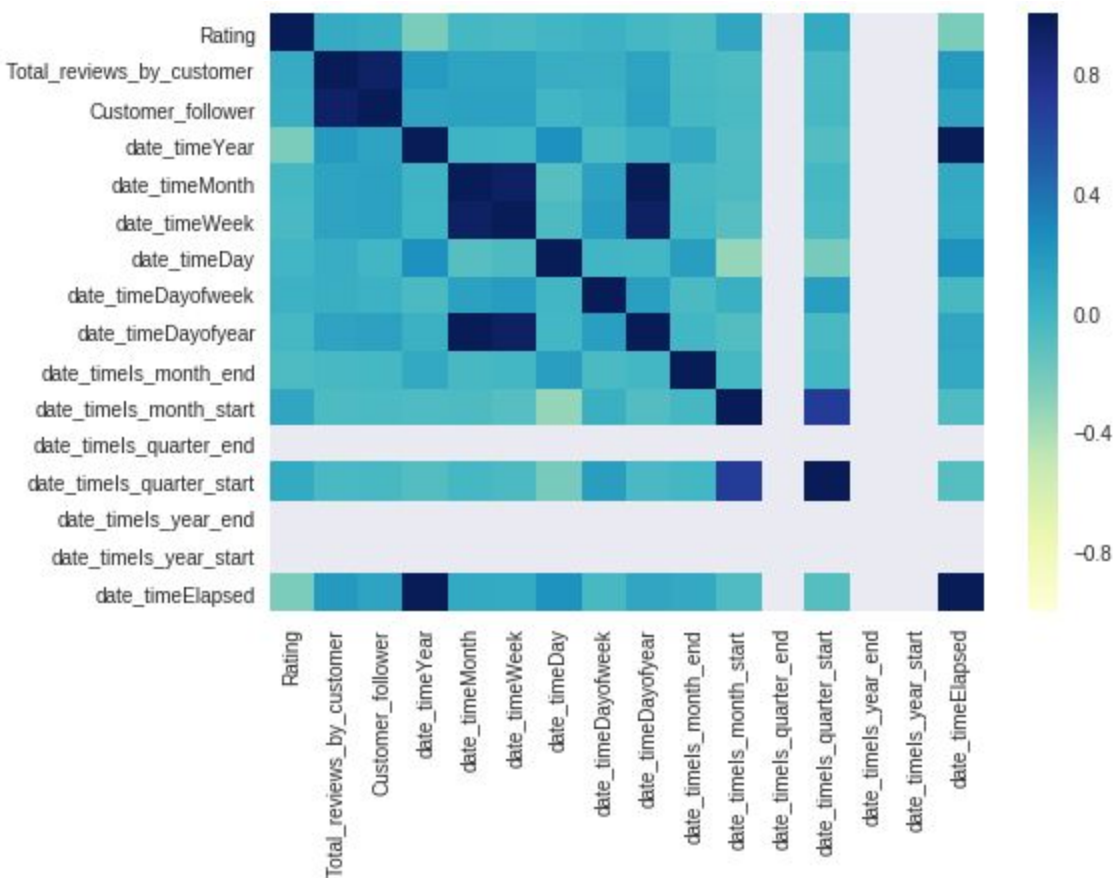 Rating
Total_reviews_by_customer
Customer_follower
date_timeYear
date_timeMonth
date_timeWeek
date_timeDay
date_timeDayofweek
date_timeDayofyear
date_timeIs_month_end
date_timeIs_month_start
date_timeIs_quarter_end
date_timeIs_quarter_start
date_timeIs_year_end
date_timeIs_year_start
date_timeElapsed
0.8
0.4
0.0
−0.4
−0.8
Rating
Total_reviews_by_customer
Customer_follower
date_timeYear
date_timeMonth
date_timeWeek
date_timeDay
date_timeDayofweek
date_timeDayofyear
date_timeIs_month_end
date_timeIs_month_start
date_timeIs_quarter_end
date_timeIs_quarter_start
date_timeIs_year_end
date_timeIs_year_start
date_timeElapsed